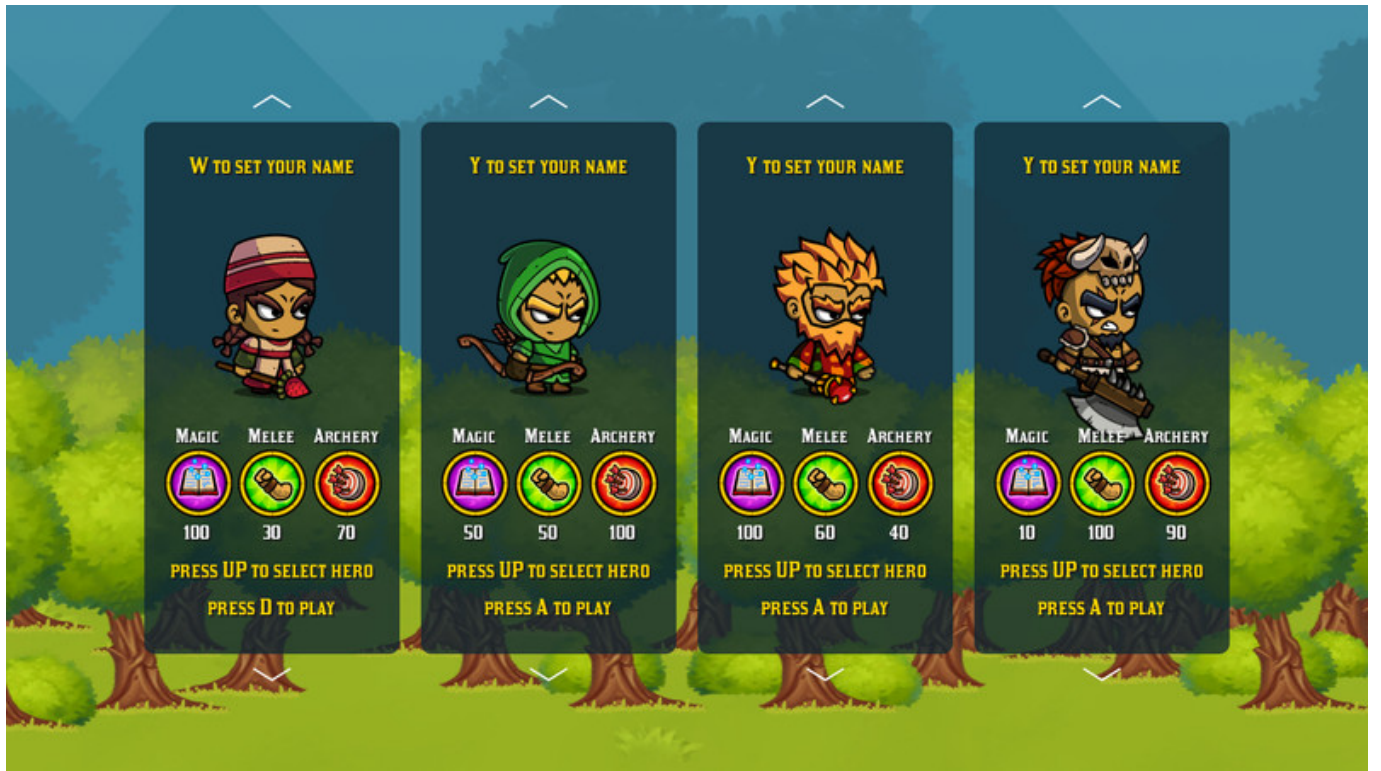 W TO SET YOUR NAME
MAGIC MELEE ARCHERY
100 30 70
PRESS UP TO SELECT HERO
PRESS D TO PLAY
Y TO SET YOUR NAME
MAGIC MELEE ARCHERY
50 50 100
PRESS UP TO SELECT HERO
PRESS A TO PLAY
Y TO SET YOUR NAME
MAGIC MELEE ARCHERY
100 60 40
PRESS UP TO SELECT HERO
PRESS A TO PLAY
Y TO SET YOUR NAME
MAGIC MELEE ARCHERY
10 100 90
PRESS UP TO SELECT HERO
PRESS A TO PLAY